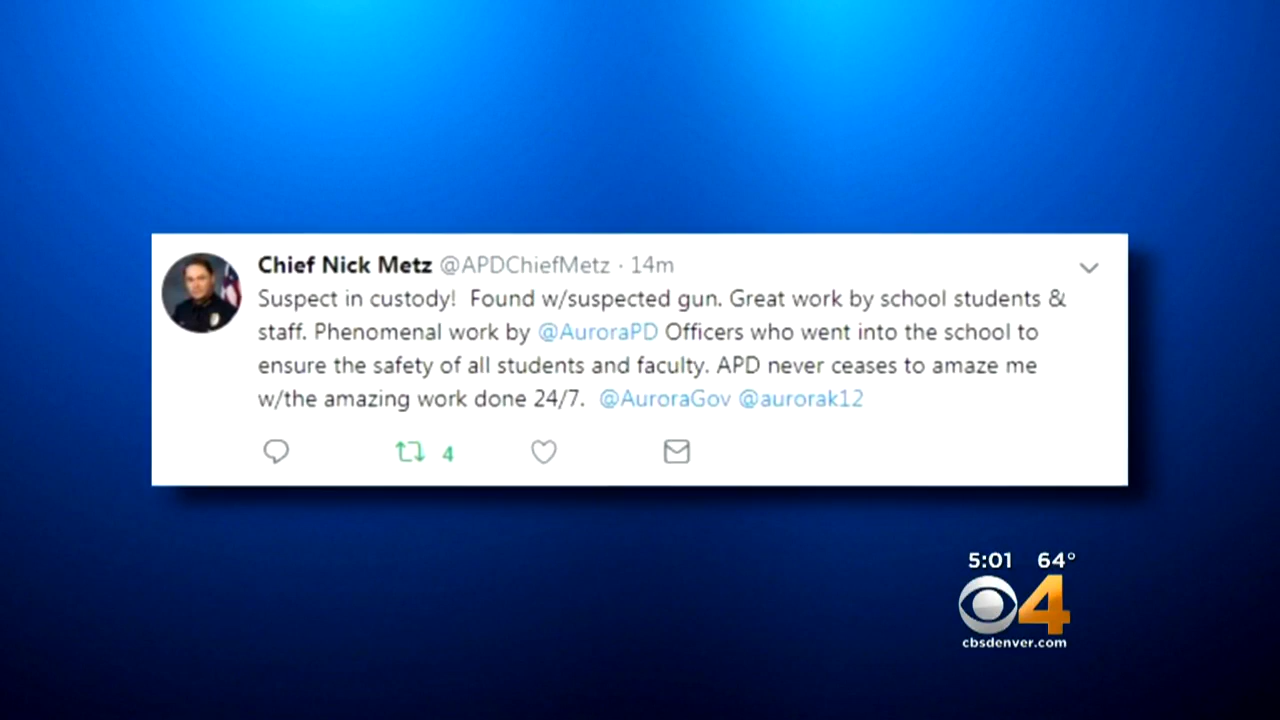 Chief Nick Metz @APDChiefMetz · 14m
Suspect in custody!  Found w/suspected gun. Great work by school students &
staff. Phenomenal work by @AuroraPD Officers who went into the school to
ensure the safety of all students and faculty. APD never ceases to amaze me
w/the amazing work done 24/7.  @AuroraGov @aurorak12
4
5:01 64°
4
cbsdenver.com